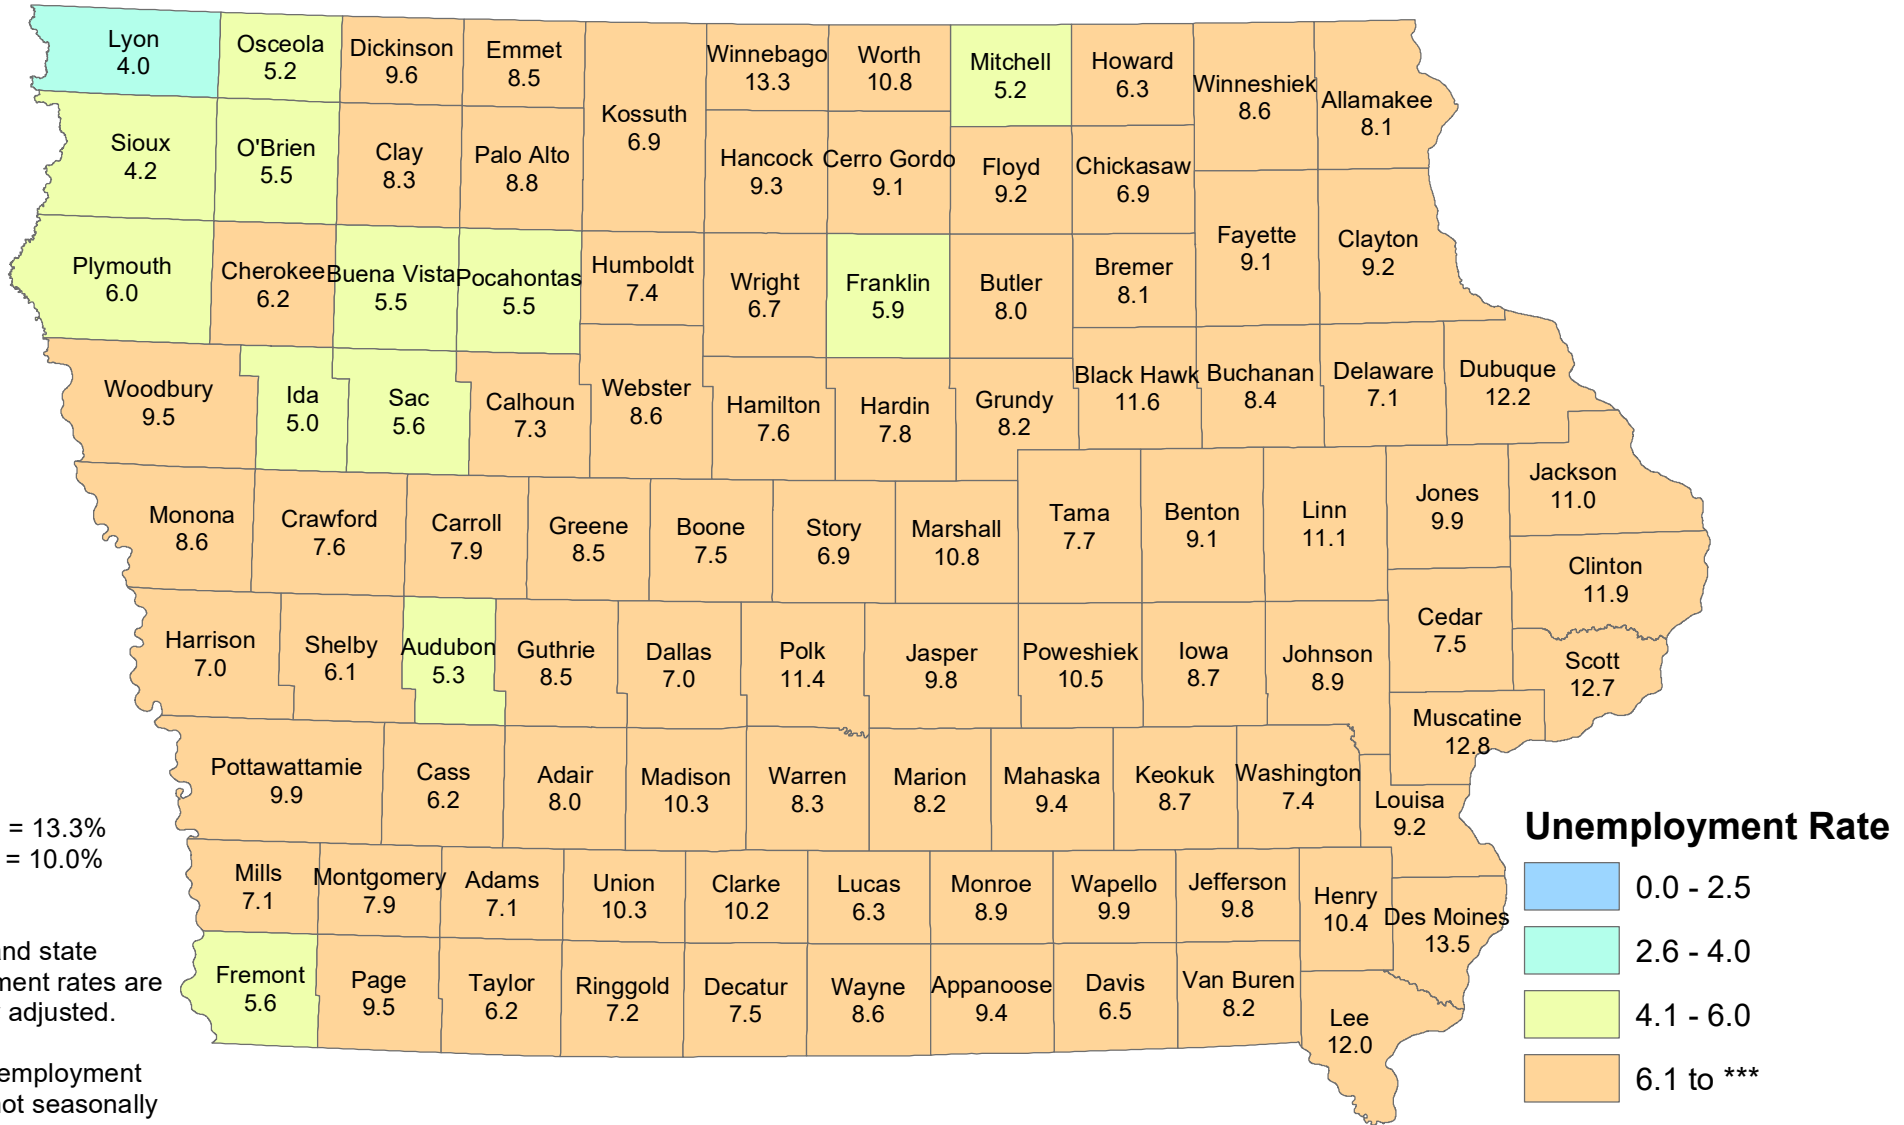 Lyon
4.0
Osceola
5.2
Dickinson
9.6
Emmet
8.5
Kossuth
6.9
Winnebago
13.3
Worth
10.8
Mitchell
5.2
Howard
6.3
Winneshiek
8.6
Allamakee
8.1
Sioux
4.2
O'Brien
5.5
Clay
8.3
Palo Alto
8.8
Hancock
9.3
Cerro Gordo
9.1
Floyd
9.2
Chickasaw
6.9
Fayette
9.1
Clayton
9.2
Plymouth
6.0
Cherokee
6.2
Buena Vista
5.5
Pocahontas
5.5
Humboldt
7.4
Wright
6.7
Franklin
5.9
Butler
8.0
Bremer
8.1
Woodbury
9.5
Ida
5.0
Sac
5.6
Calhoun
7.3
Webster
8.6
Hamilton
7.6
Hardin
7.8
Grundy
8.2
Black Hawk
11.6
Buchanan
8.4
Delaware
7.1
Dubuque
12.2
Monona
8.6
Crawford
7.6
Carroll
7.9
Greene
8.5
Boone
7.5
Story
6.9
Marshall
10.8
Tama
7.7
Benton
9.1
Linn
11.1
Jones
9.9
Jackson
11.0
Clinton
11.9
Harrison
7.0
Shelby
6.1
Audubon
5.3
Guthrie
8.5
Dallas
7.0
Polk
11.4
Jasper
9.8
Poweshiek
10.5
Iowa
8.7
Johnson
8.9
Cedar
7.5
Scott
12.7
Muscatine
12.8
Pottawattamie
9.9
Cass
6.2
Adair
8.0
Madison
10.3
Warren
8.3
Marion
8.2
Mahaska
9.4
Keokuk
8.7
Washington
7.4
Louisa
9.2
Mills
7.1
Montgomery
7.9
Adams
7.1
Union
10.3
Clarke
10.2
Lucas
6.3
Monroe
8.9
Wapello
9.9
Jefferson
9.8
Henry
10.4
Des Moines
13.5
Fremont
5.6
Page
9.5
Taylor
6.2
Ringgold
7.2
Decatur
7.5
Wayne
8.6
Appanoose
9.4
Davis
6.5
Van Buren
8.2
Lee
12.0
= 13.3%
= 10.0%
nd state
ment rates are
adjusted.
employment
not seasonally
Unemployment Rate
0.0 - 2.5
2.6 - 4.0
4.1 - 6.0
6.1 to ***